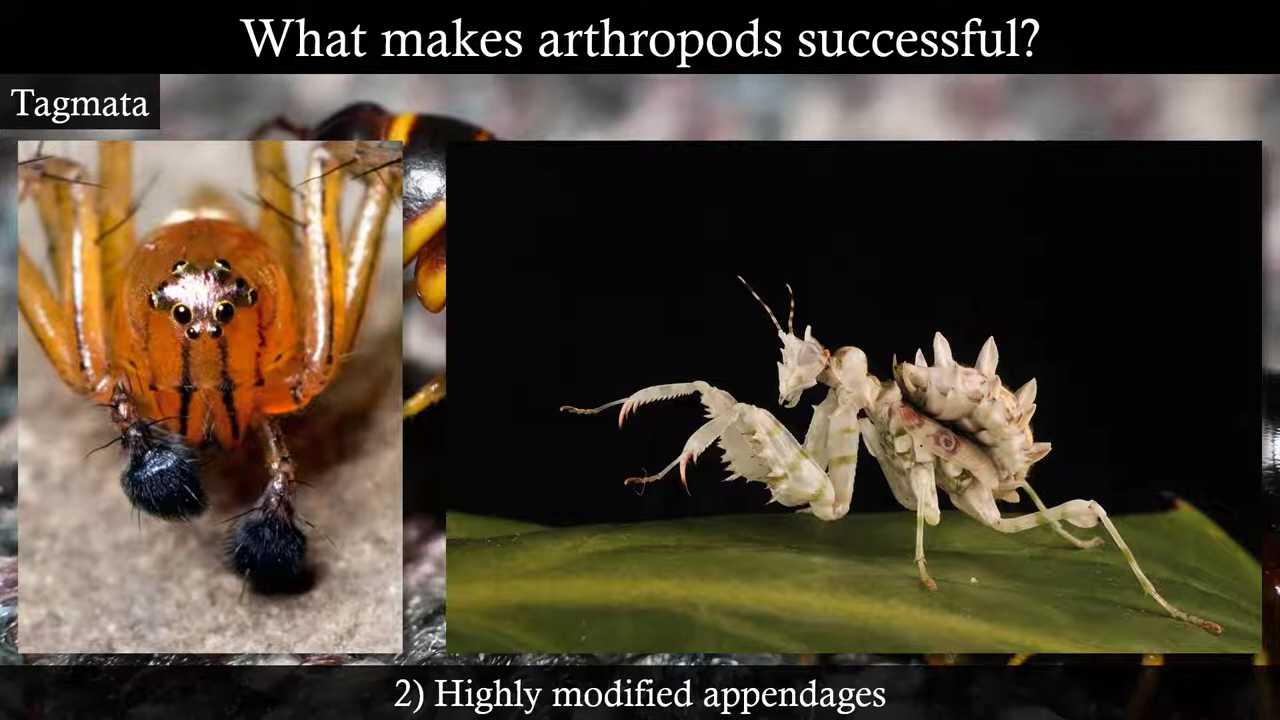 What makes arthropods successful?
Tagmata
2) Highly modified appendages